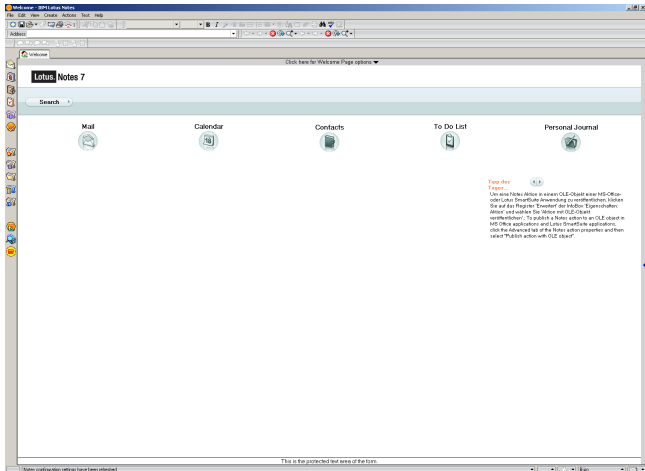 Welcome - IBM Lotus Notes
File Edit View Create Actions Text Help
Address
Welcome
Click here for Welcome Page options
Lotus. Notes 7
Search
Mail Calendar Contacts To Do List Personal Journal
Tipp des
Tages...
Um eine Notes Aktion in einem OLE-Objekt einer MS-Office-
oder Lotus SmartSuite Anwendung zu veröffentlichen, klicken
Sie auf das Register 'Erweitert' der InfoBox 'Eigenschaften:
Aktion' und wählen Sie 'Aktion mit OLE-Objekt
veröffentlichen'.; To publish a Notes action to an OLE object in
MS Office applications and Lotus SmartSuite applications,
click the Advanced tab of the Notes action properties and then
select "Publish action with OLE object".
This is the protected text area of the form.
Notes configuration settings have been refreshed